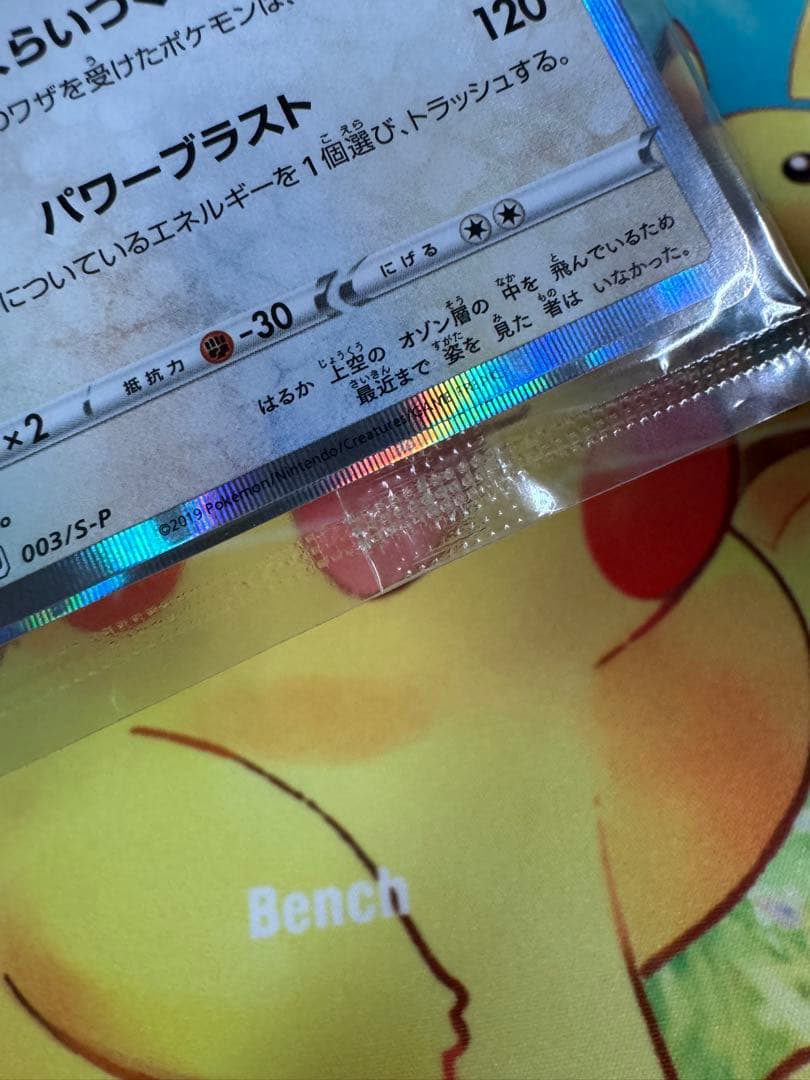 らいつく
120
のワザを受けたポケモンは、
パワーブラスト
についているエネルギーを1個選び、トラッシュする。
×2 抵抗力 -30 にげる
はるか 上空の オゾン層の 中を 飛んでいるため
最近まで 姿を 見た 者は いなかった。
003/S-P
©2019 Pokémon/Nintendo/Creatures/GAME FREAK
Bench